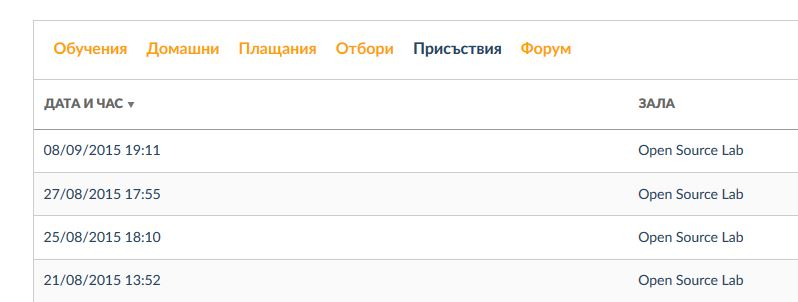 Обучения Домашни Плащания Отбори Присъствия Форум
ДАТА И ЧАС ▼ ЗАЛА
08/09/2015 19:11 Open Source Lab
27/08/2015 17:55 Open Source Lab
25/08/2015 18:10 Open Source Lab
21/08/2015 13:52 Open Source Lab